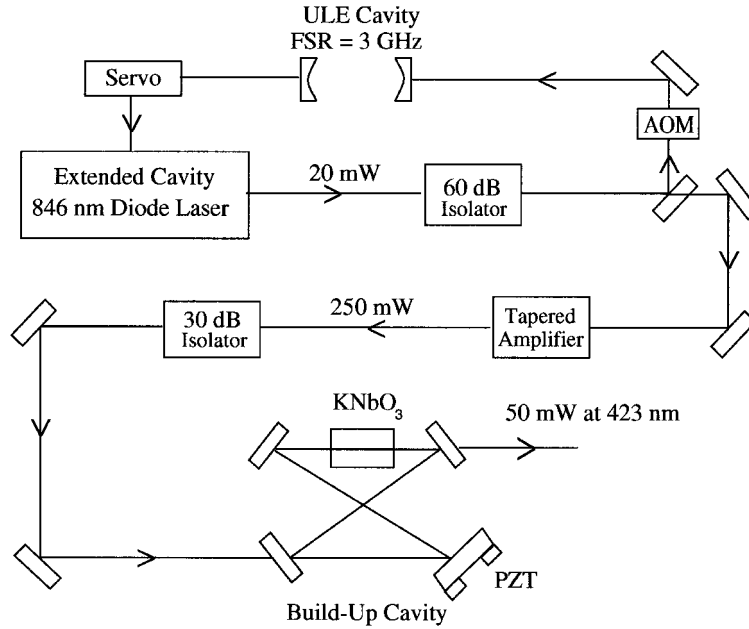 ULE Cavity
FSR = 3 GHz
Servo
AOM
Extended Cavity
846 nm Diode Laser
20 mW
60 dB
Isolator
30 dB
Isolator
250 mW
Tapered
Amplifier
KNbO3
50 mW at 423 nm
PZT
Build-Up Cavity